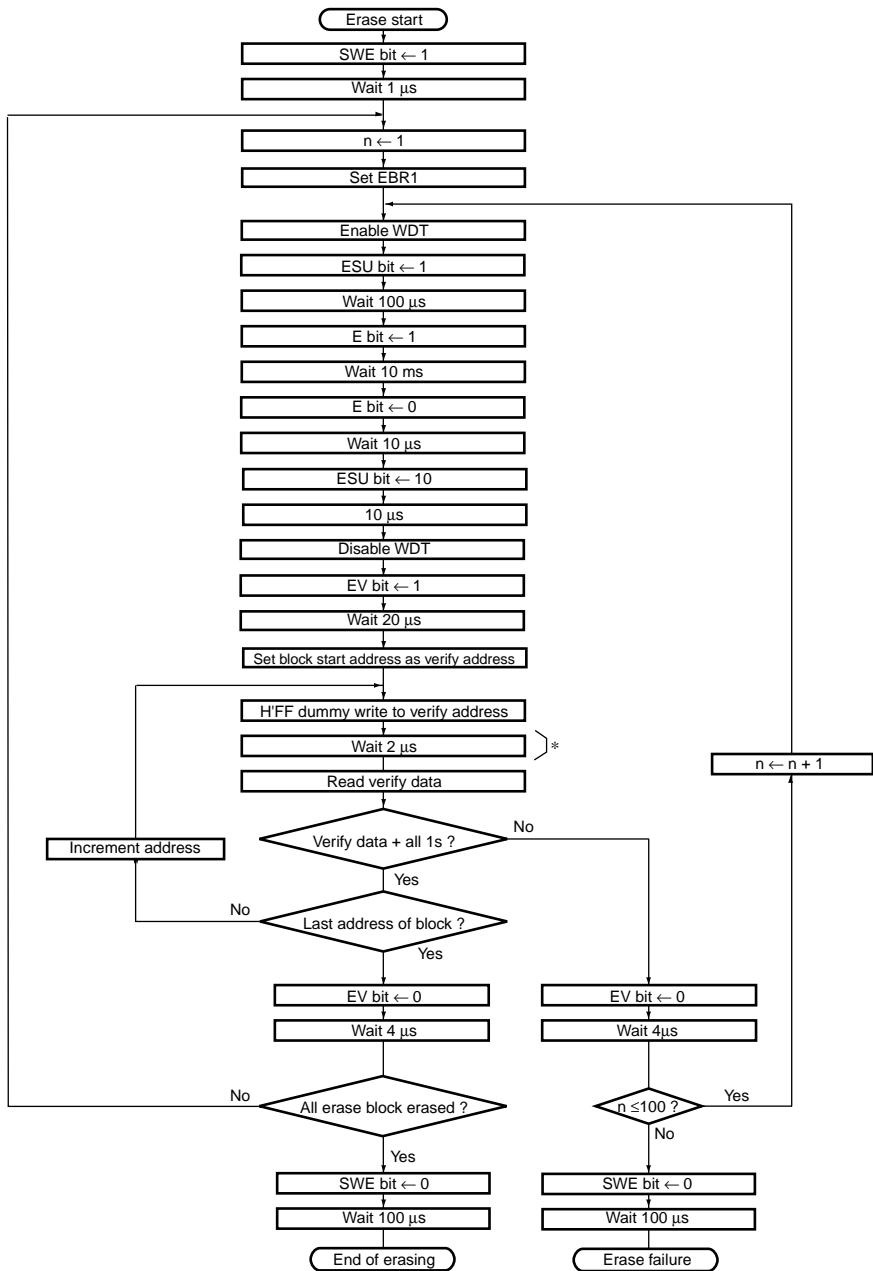 Erase start
SWE bit ← 1
Wait 1 μs
n ← 1
Set EBR1
Enable WDT
ESU bit ← 1
Wait 100 μs
E bit ← 1
Wait 10 ms
E bit ← 0
Wait 10 μs
ESU bit ← 10
10 μs
Disable WDT
EV bit ← 1
Wait 20 μs
Set block start address as verify address
H'FF dummy write to verify address
Wait 2 μs
*
n ← n + 1
Read verify data
Verify data + all 1s ?
No
Increment address
Yes
No
Last address of block ?
Yes
EV bit ← 0
EV bit ← 0
Wait 4 μs
Wait 4μs
No
All erase block erased ?
n ≤100 ?
Yes
Yes
No
SWE bit ← 0
SWE bit ← 0
Wait 100 μs
Wait 100 μs
End of erasing
Erase failure